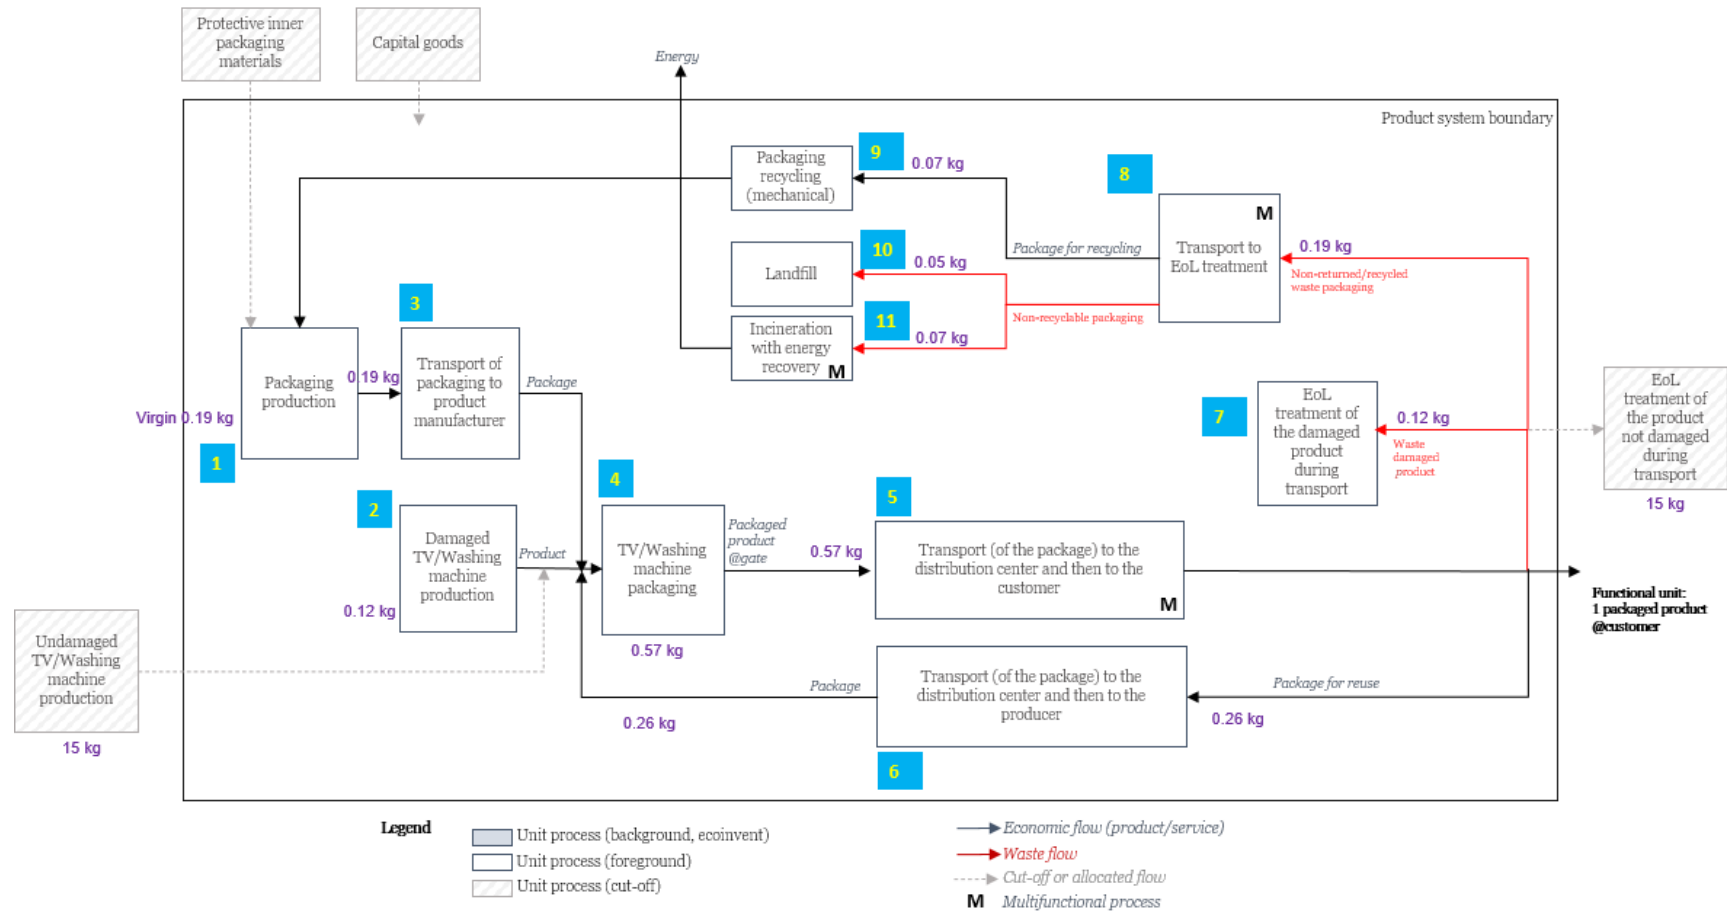 Protective inner
packaging
materials
Capital goods
Energy
Product system boundary
Packaging
recycling
(mechanical)
9
0.07 kg
8
M
Transport to
EoL treatment
0.19 kg
Non-returned/recycled
waste packaging
Package for recycling
Landfill
10
0.05 kg
Non-recyclable packaging
Incineration
with energy
recovery
M
11
0.07 kg
3
Packaging
production
Virgin 0.19 kg
1
0.19 kg
Transport of
packaging to
product
manufacturer
Package
7
EoL
treatment of
the damaged
product
during
transport
0.12 kg
Waste
damaged
product
EoL
treatment of
the product
not damaged
during
transport
15 kg
2
Damaged
TV/Washing
machine
production
0.12 kg
Product
4
TV/Washing
machine
packaging
0.57 kg
Packaged
product
@gate
0.57 kg
5
Transport (of the package) to the
distribution center and then to the
customer
M
Functional unit:
1 packaged product
@customer
Undamaged
TV/Washing
machine
production
15 kg
Package
0.26 kg
Transport (of the package) to the
distribution center and then to the
producer
6
Package for reuse
0.26 kg
Legend
Unit process (background, ecoinvent)
Unit process (foreground)
Unit process (cut-off)
Economic flow (product/service)
Waste flow
Cut-off or allocated flow
M Multifunctional process